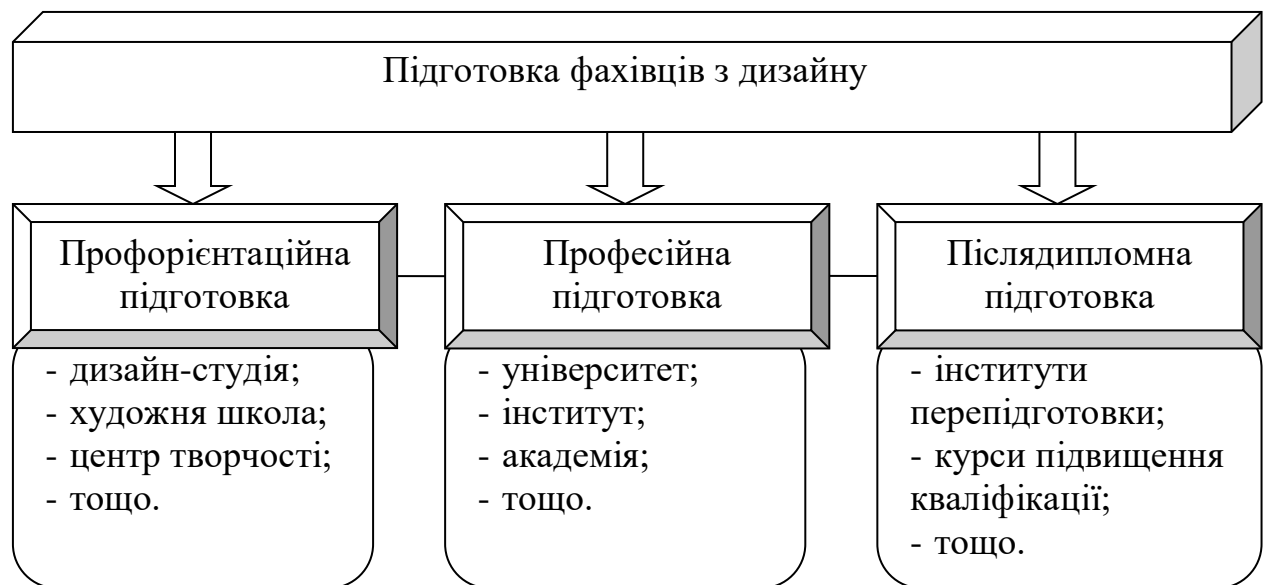 Підготовка фахівців з дизайну
Профорієнтаційна
підготовка
- дизайн-студія;
- художня школа;
- центр творчості;
- тощо.
Професійна
підготовка
- університет;
- інститут;
- академія;
- тощо.
Післядипломна
підготовка
- інститути
перепідготовки;
- курси підвищення
кваліфікації;
- тощо.